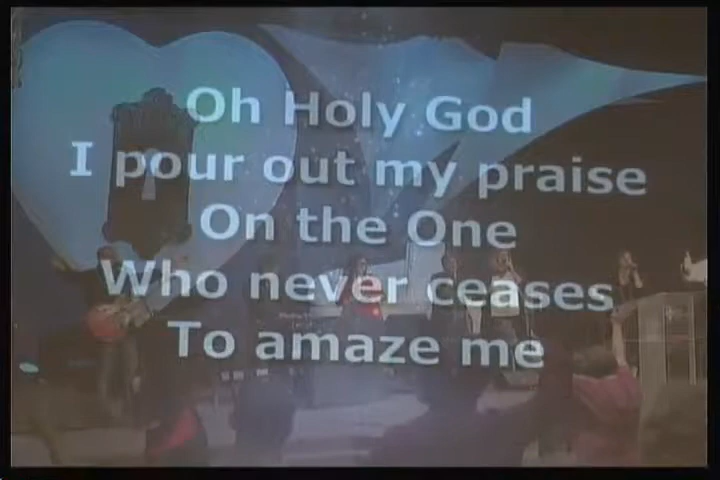 Oh Holy God
I pour out my praise
On the One
Who never ceases
To amaze me